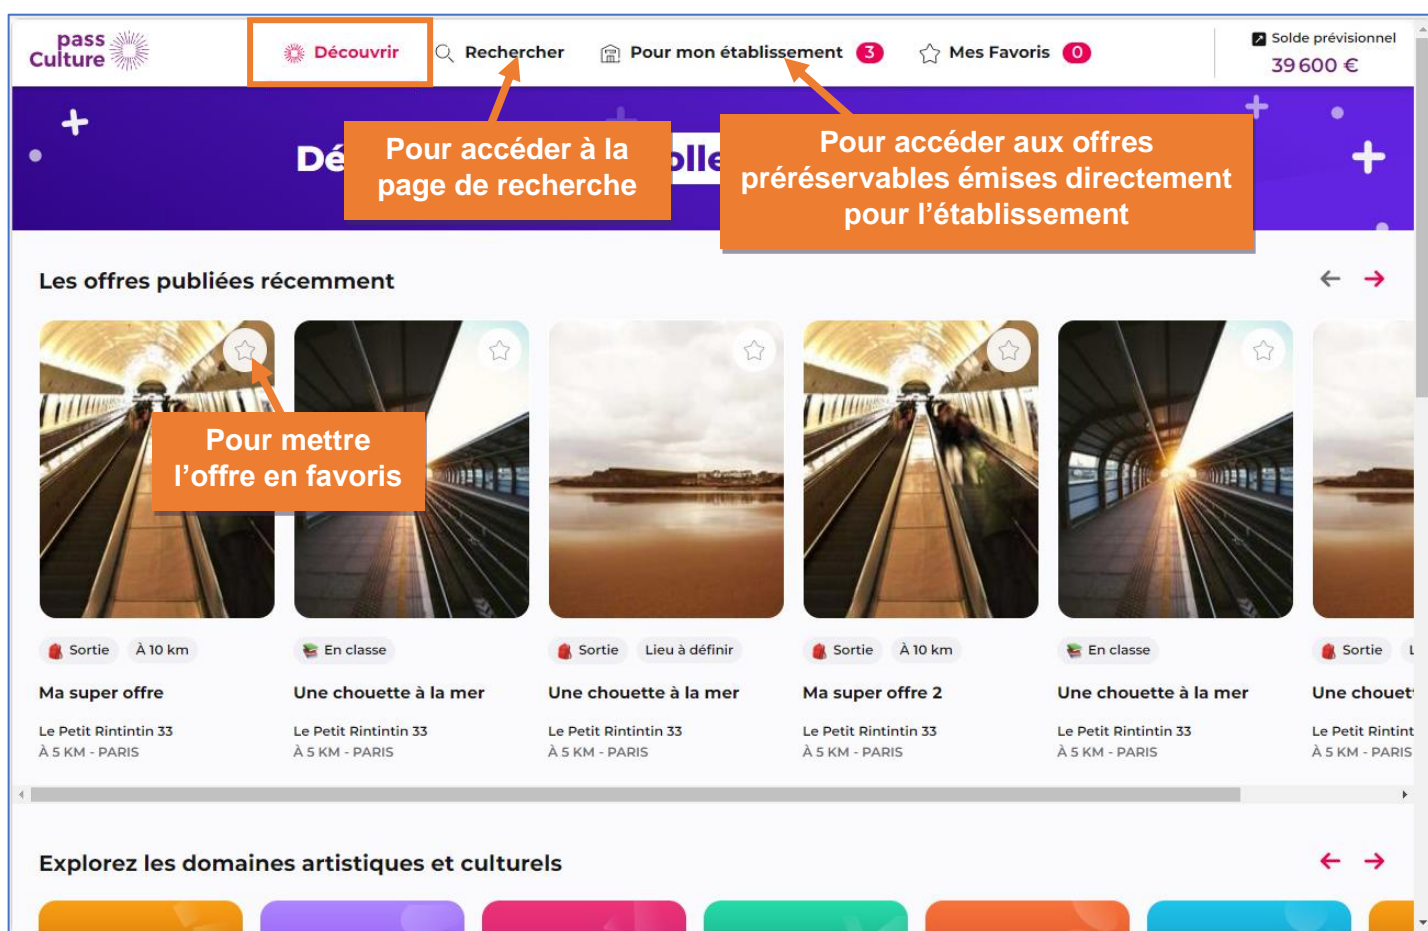 pass
Culture
Découvrir
Rechercher
Pour mon établissement 3
Mes Favoris 0
Solde prévisionnel
39 600 €
Pour accéder à la
page de recherche
Pour accéder aux offres
préréservables émises directement
pour l’établissement
Les offres publiées récemment
Pour mettre
l’offre en favoris
Sortie À 10 km
En classe
Sortie Lieu à définir
Sortie À 10 km
En classe
Sortie
Ma super offre
Une chouette à la mer
Une chouette à la mer
Ma super offre 2
Une chouette à la mer
Une chouet
Le Petit Rintintin 33
Le Petit Rintintin 33
Le Petit Rintintin 33
Le Petit Rintintin 33
Le Petit Rintintin 33
Le Petit Rintint
À 5 KM - PARIS
À 5 KM - PARIS
À 5 KM - PARIS
À 5 KM - PARIS
À 5 KM - PARIS
À 5 KM - PARIS
Explorez les domaines artistiques et culturels